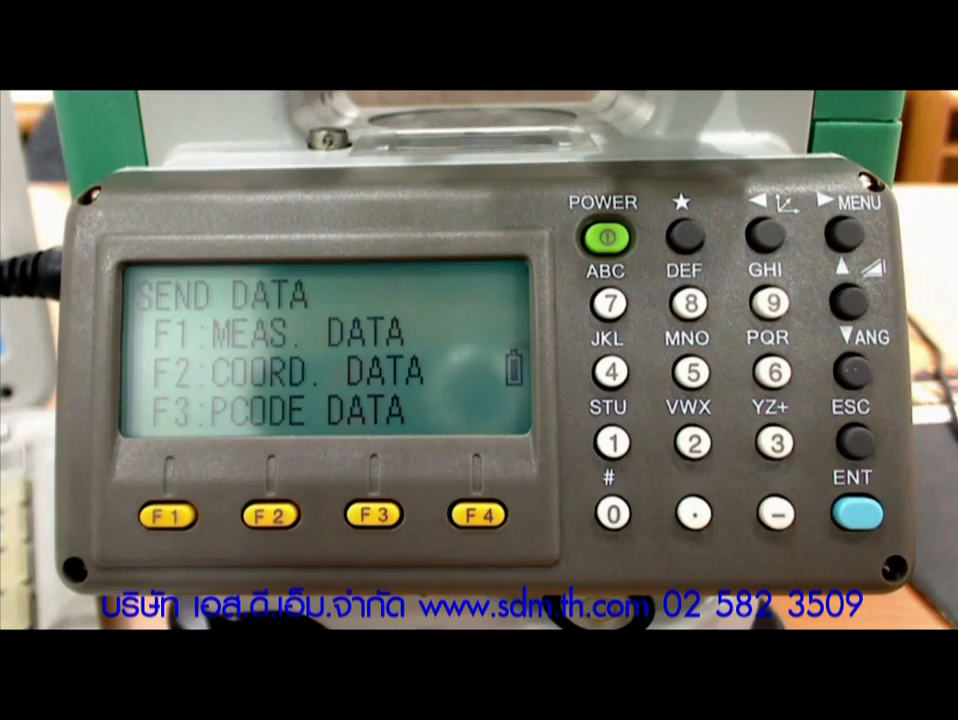 SEND DATA
F1:MEAS. DATA
F2:COORD. DATA
F3:PCODE DATA
F1 F2 F3 F4
POWER ★ ◀ ▶ MENU
ABC DEF GHI ▲
7 8 9
JKL MNO PQR ▼ANG
4 5 6
STU VWX YZ+ ESC
1 2 3
# ENT
0 . −
บริษัท เอส.ดี.เอ็ม.จำกัด www.sdm.th.com 02 582 3509